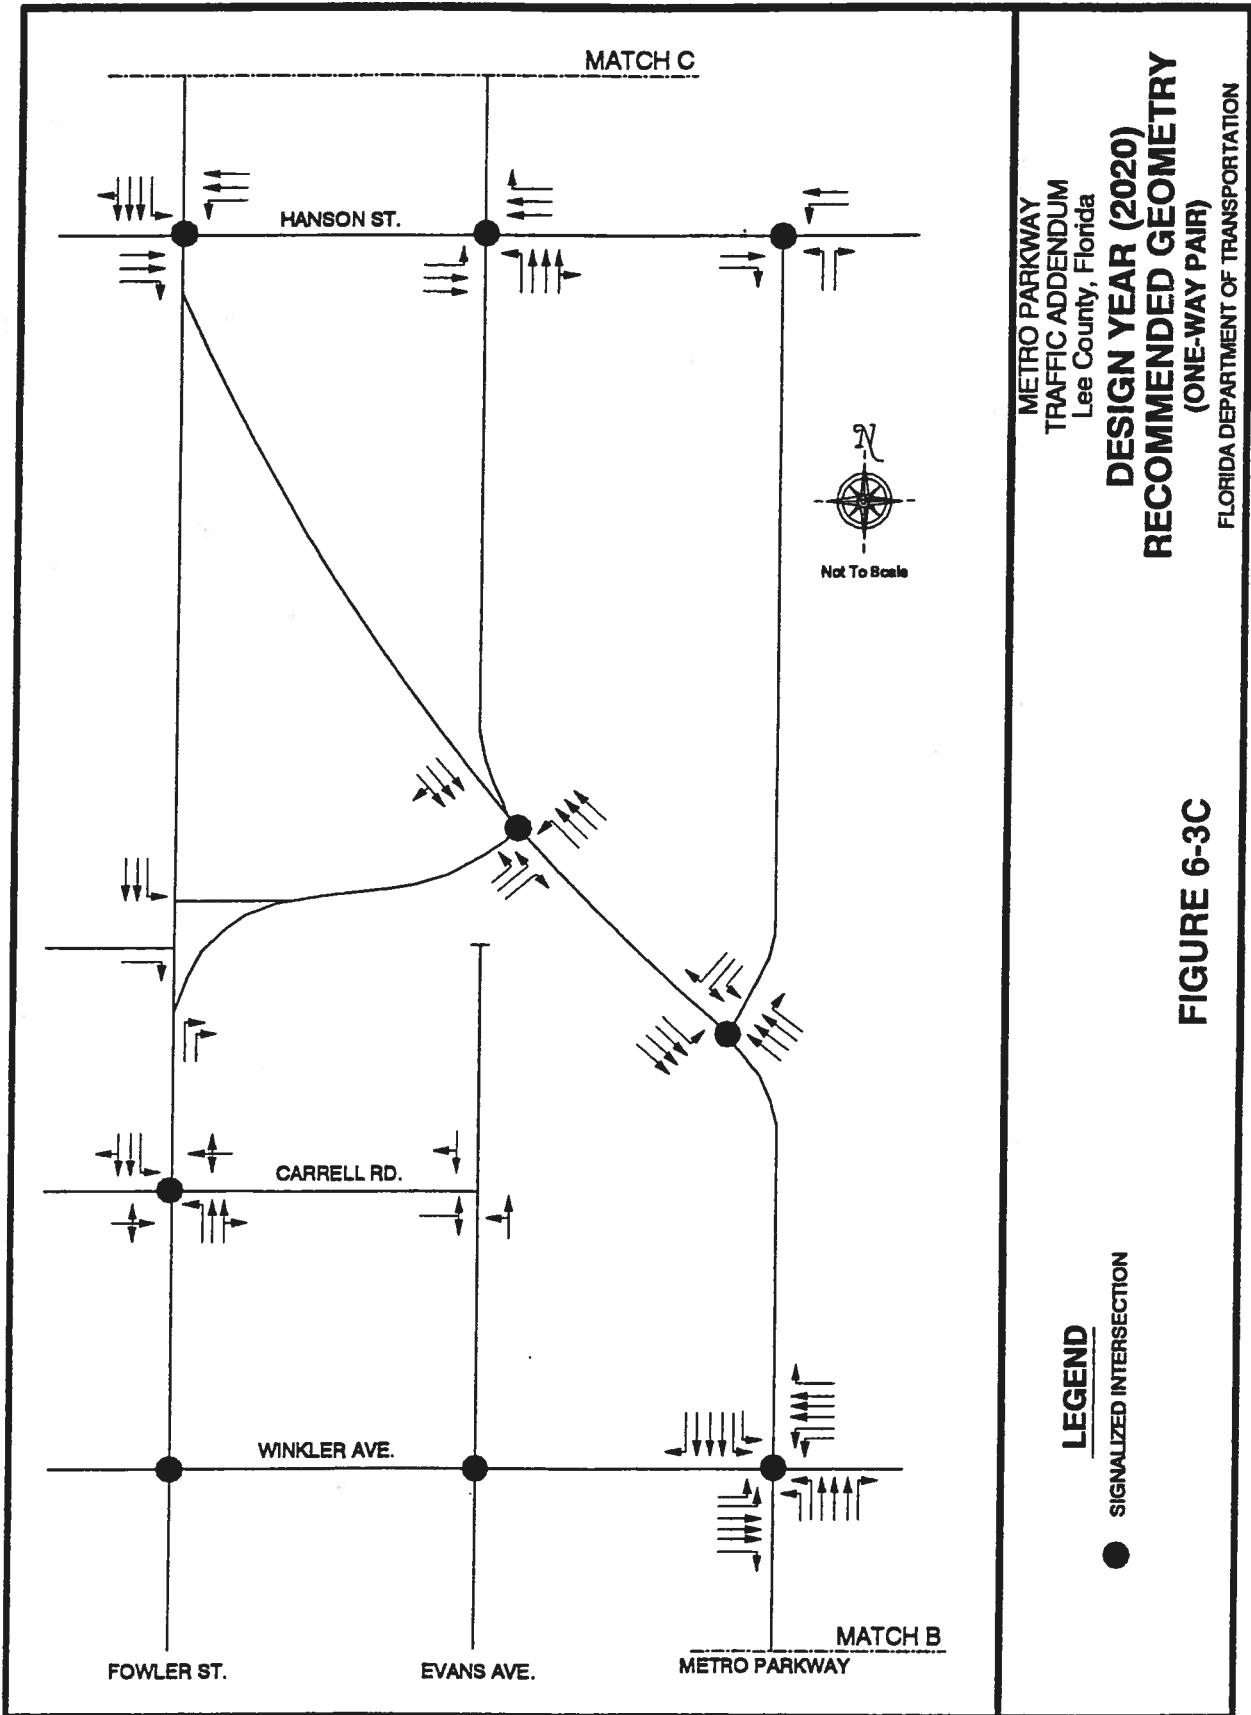 MATCH C
HANSON ST.
N
Not To Scale
CARRELL RD.
WINKLER AVE.
MATCH B
FOWLER ST.
EVANS AVE.
METRO PARKWAY
METRO PARKWAY
TRAFFIC ADDENDUM
Lee County, Florida
DESIGN YEAR (2020)
RECOMMENDED GEOMETRY
(ONE-WAY PAIR)
FLORIDA DEPARTMENT OF TRANSPORTATION
FIGURE 6-3C
LEGEND
SIGNALIZED INTERSECTION